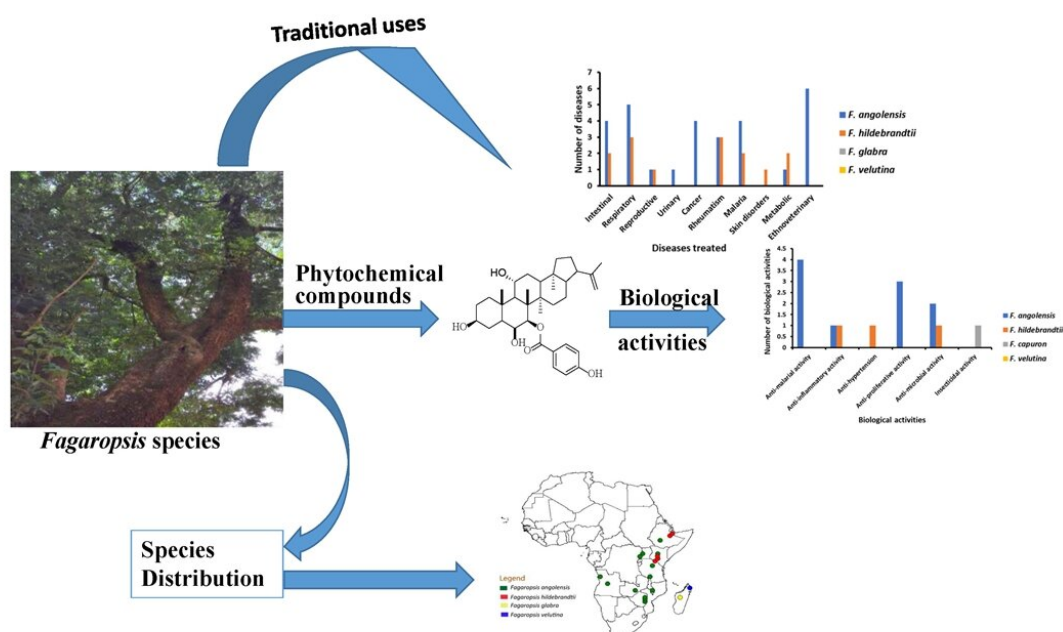 Traditional uses
Number of diseases
7
6
5
4
3
2
1
0
Intestinal
Respiratory
Reproductive
Urinary
Cancer
Rheumatism
Malaria
Skin disorders
Metabolic
Ethnoveterinary
Diseases treated
F. angolensis
F. hildebrandtii
F. glabra
F. velutina
Phytochemical
compounds
HO
HO
OH
O
O
OH
Biological
activities
Number of biological activities
4.5
4
3.5
3
2.5
2
1.5
1
0.5
0
Anti-malarial activity
Anti-inflammatory activity
Anti-hypertension
Anti-proliferative activity
Anti-microbial activity
Insecticidal activity
Biological activities
F. angolensis
F. hildebrandtii
F. capuron
F. velutina
Fagaropsis species
Species
Distribution
Legend
Fagaropsis angolensis
Fagaropsis hildebrandtii
Fagaropsis glabra
Fagaropsis velutina